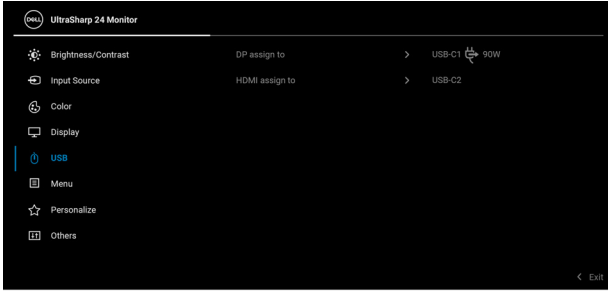 DELL UltraSharp 24 Monitor
Brightness/Contrast DP assign to USB-C1 90W
Input Source HDMI assign to USB-C2
Color
Display
USB
Menu
Personalize
Others
Exit